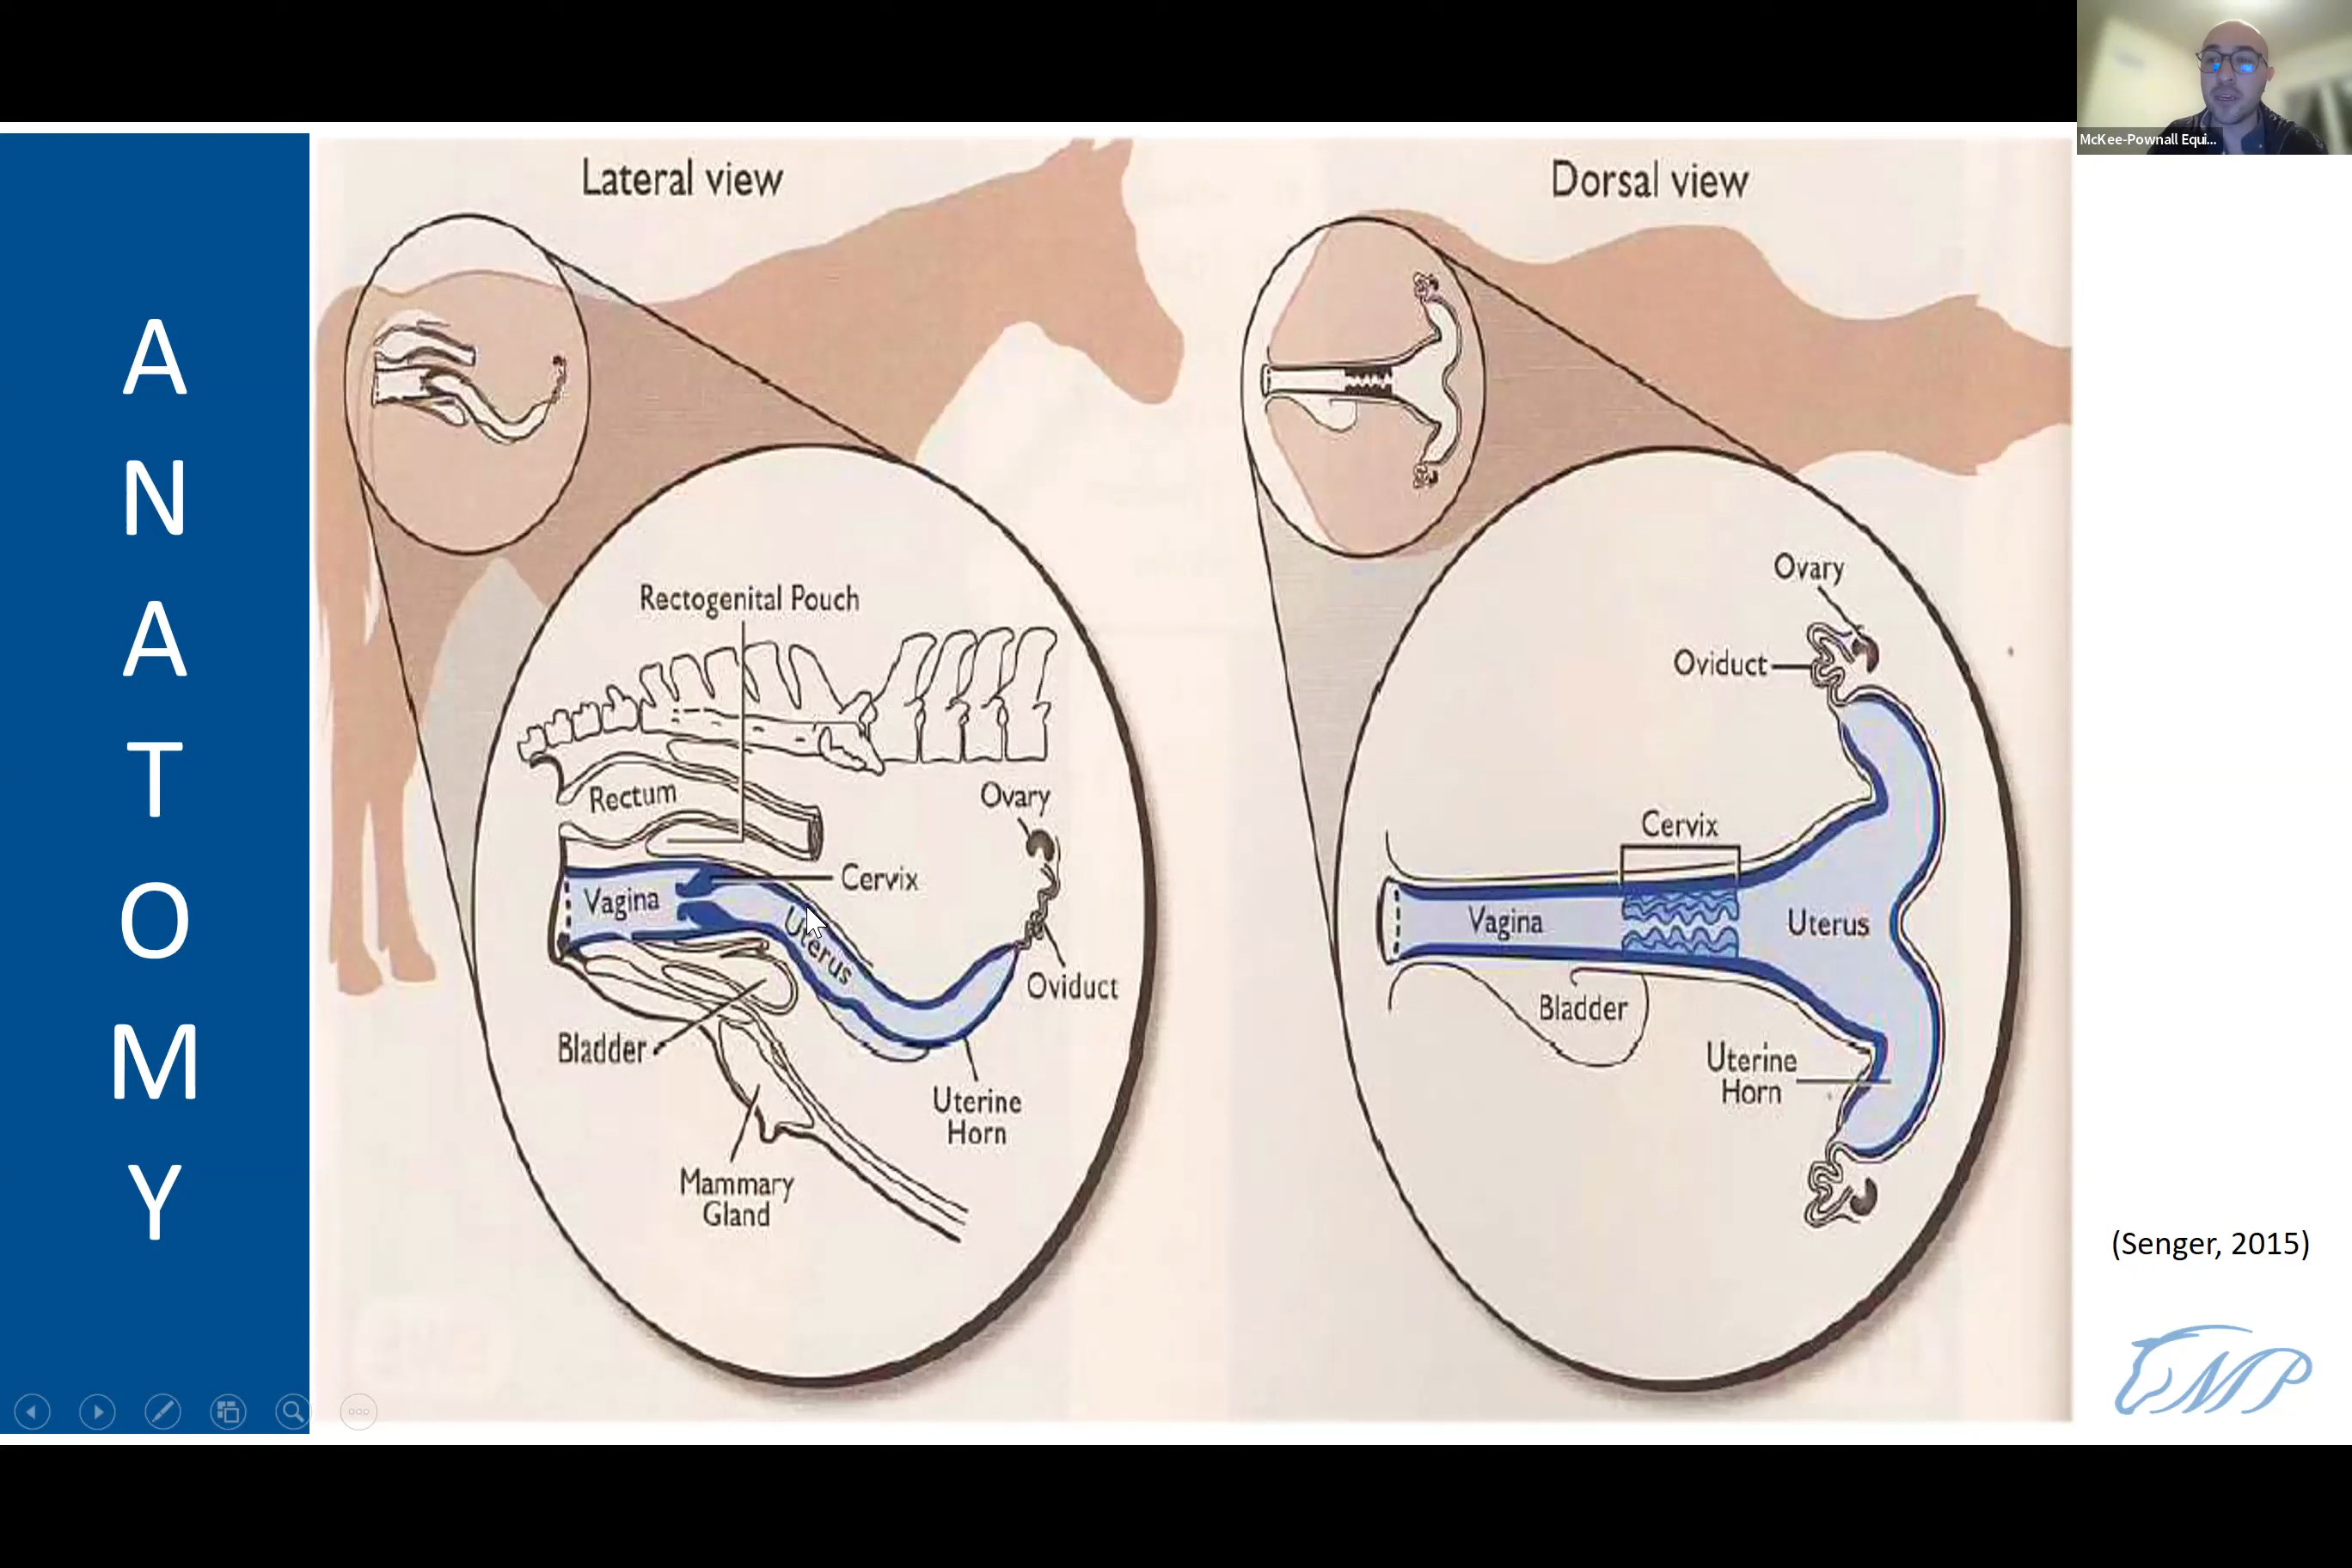 McKee-Pownall Equi...
A
N
A
T
O
M
Y
Lateral view
Rectogenital Pouch
Rectum
Ovary
Cervix
Vagina
Uterus
Oviduct
Bladder
Uterine
Horn
Mammary
Gland
Dorsal view
Ovary
Oviduct
Cervix
Vagina
Uterus
Bladder
Uterine
Horn
(Senger, 2015)
MP